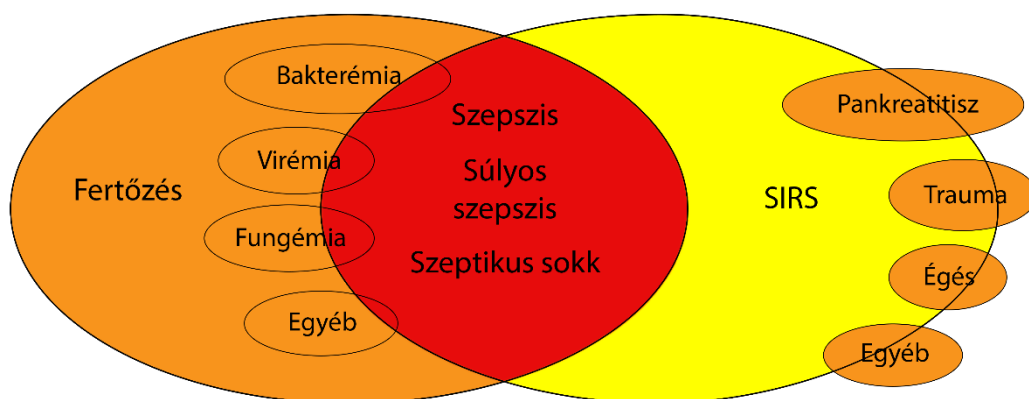 Fertőzés
Bakterémia
Virémia
Fungémia
Egyéb
Szepszis
Súlyos
szepszis
Szeptikus sokk
SIRS
Pankreatitisz
Trauma
Égés
Egyéb